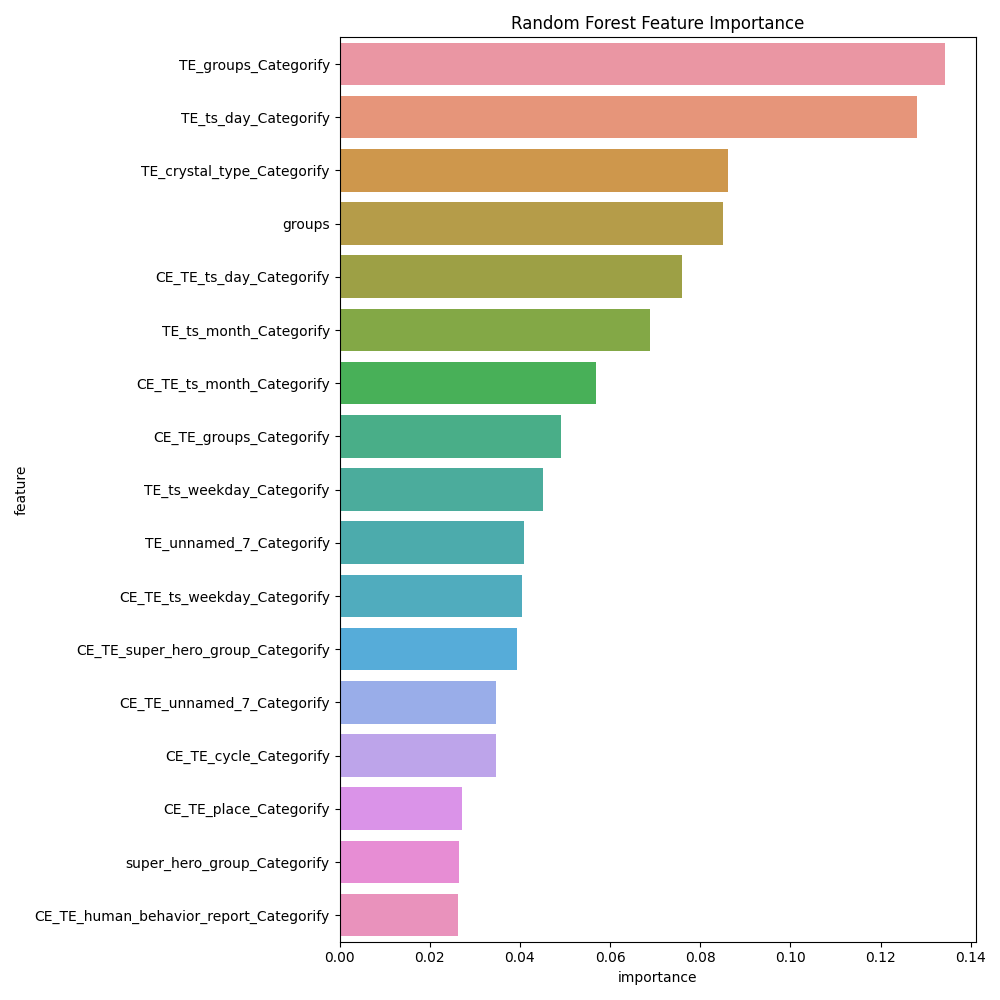 Random Forest Feature Importance
TE_groups_Categorify
TE_ts_day_Categorify
TE_crystal_type_Categorify
groups
CE_TE_ts_day_Categorify
TE_ts_month_Categorify
CE_TE_ts_month_Categorify
CE_TE_groups_Categorify
TE_ts_weekday_Categorify
TE_unnamed_7_Categorify
CE_TE_ts_weekday_Categorify
CE_TE_super_hero_group_Categorify
CE_TE_unnamed_7_Categorify
CE_TE_cycle_Categorify
CE_TE_place_Categorify
super_hero_group_Categorify
CE_TE_human_behavior_report_Categorify
feature
0.00 0.02 0.04 0.06 0.08 0.10 0.12 0.14
importance